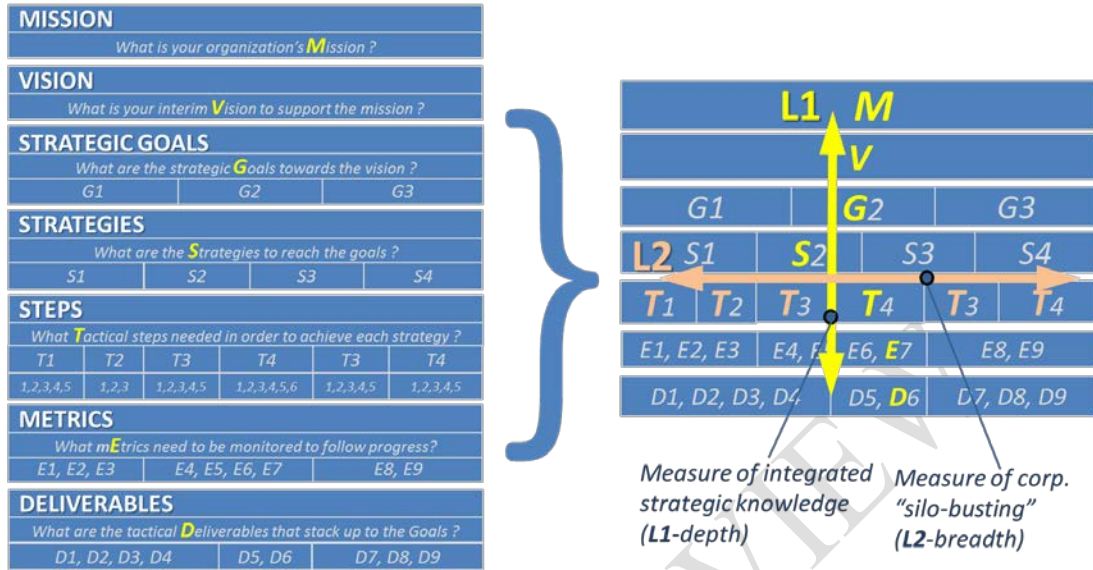 MISSION
What is your organization's Mission ?
VISION
What is your interim Vision to support the mission ?
STRATEGIC GOALS
What are the strategic Goals towards the vision ?
G1 G2 G3
STRATEGIES
What are the Strategies to reach the goals ?
S1 S2 S3 S4
STEPS
What Tactical steps needed in order to achieve each strategy ?
T1 T2 T3 T4 T3 T4
1,2,3,4,5 1,2,3 1,2,3,4,5 1,2,3,4,5,6 1,2,3,4,5 1,2,3,4,5
METRICS
What mEtrics need to be monitored to follow progress?
E1, E2, E3 E4, E5, E6, E7 E8, E9
DELIVERABLES
What are the tactical Deliverables that stack up to the Goals ?
D1, D2, D3, D4 D5, D6 D7, D8, D9
L1 M
V
G1 G2 G3
L2 S1 S2 S3 S4
T1 T2 T3 T4 T3 T4
E1, E2, E3 E4, E6, E7 E8, E9
D1, D2, D3, D4 D5, D6 D7, D8, D9
Measure of integrated
strategic knowledge
(L1-depth)
Measure of corp.
"silo-busting"
(L2-breadth)